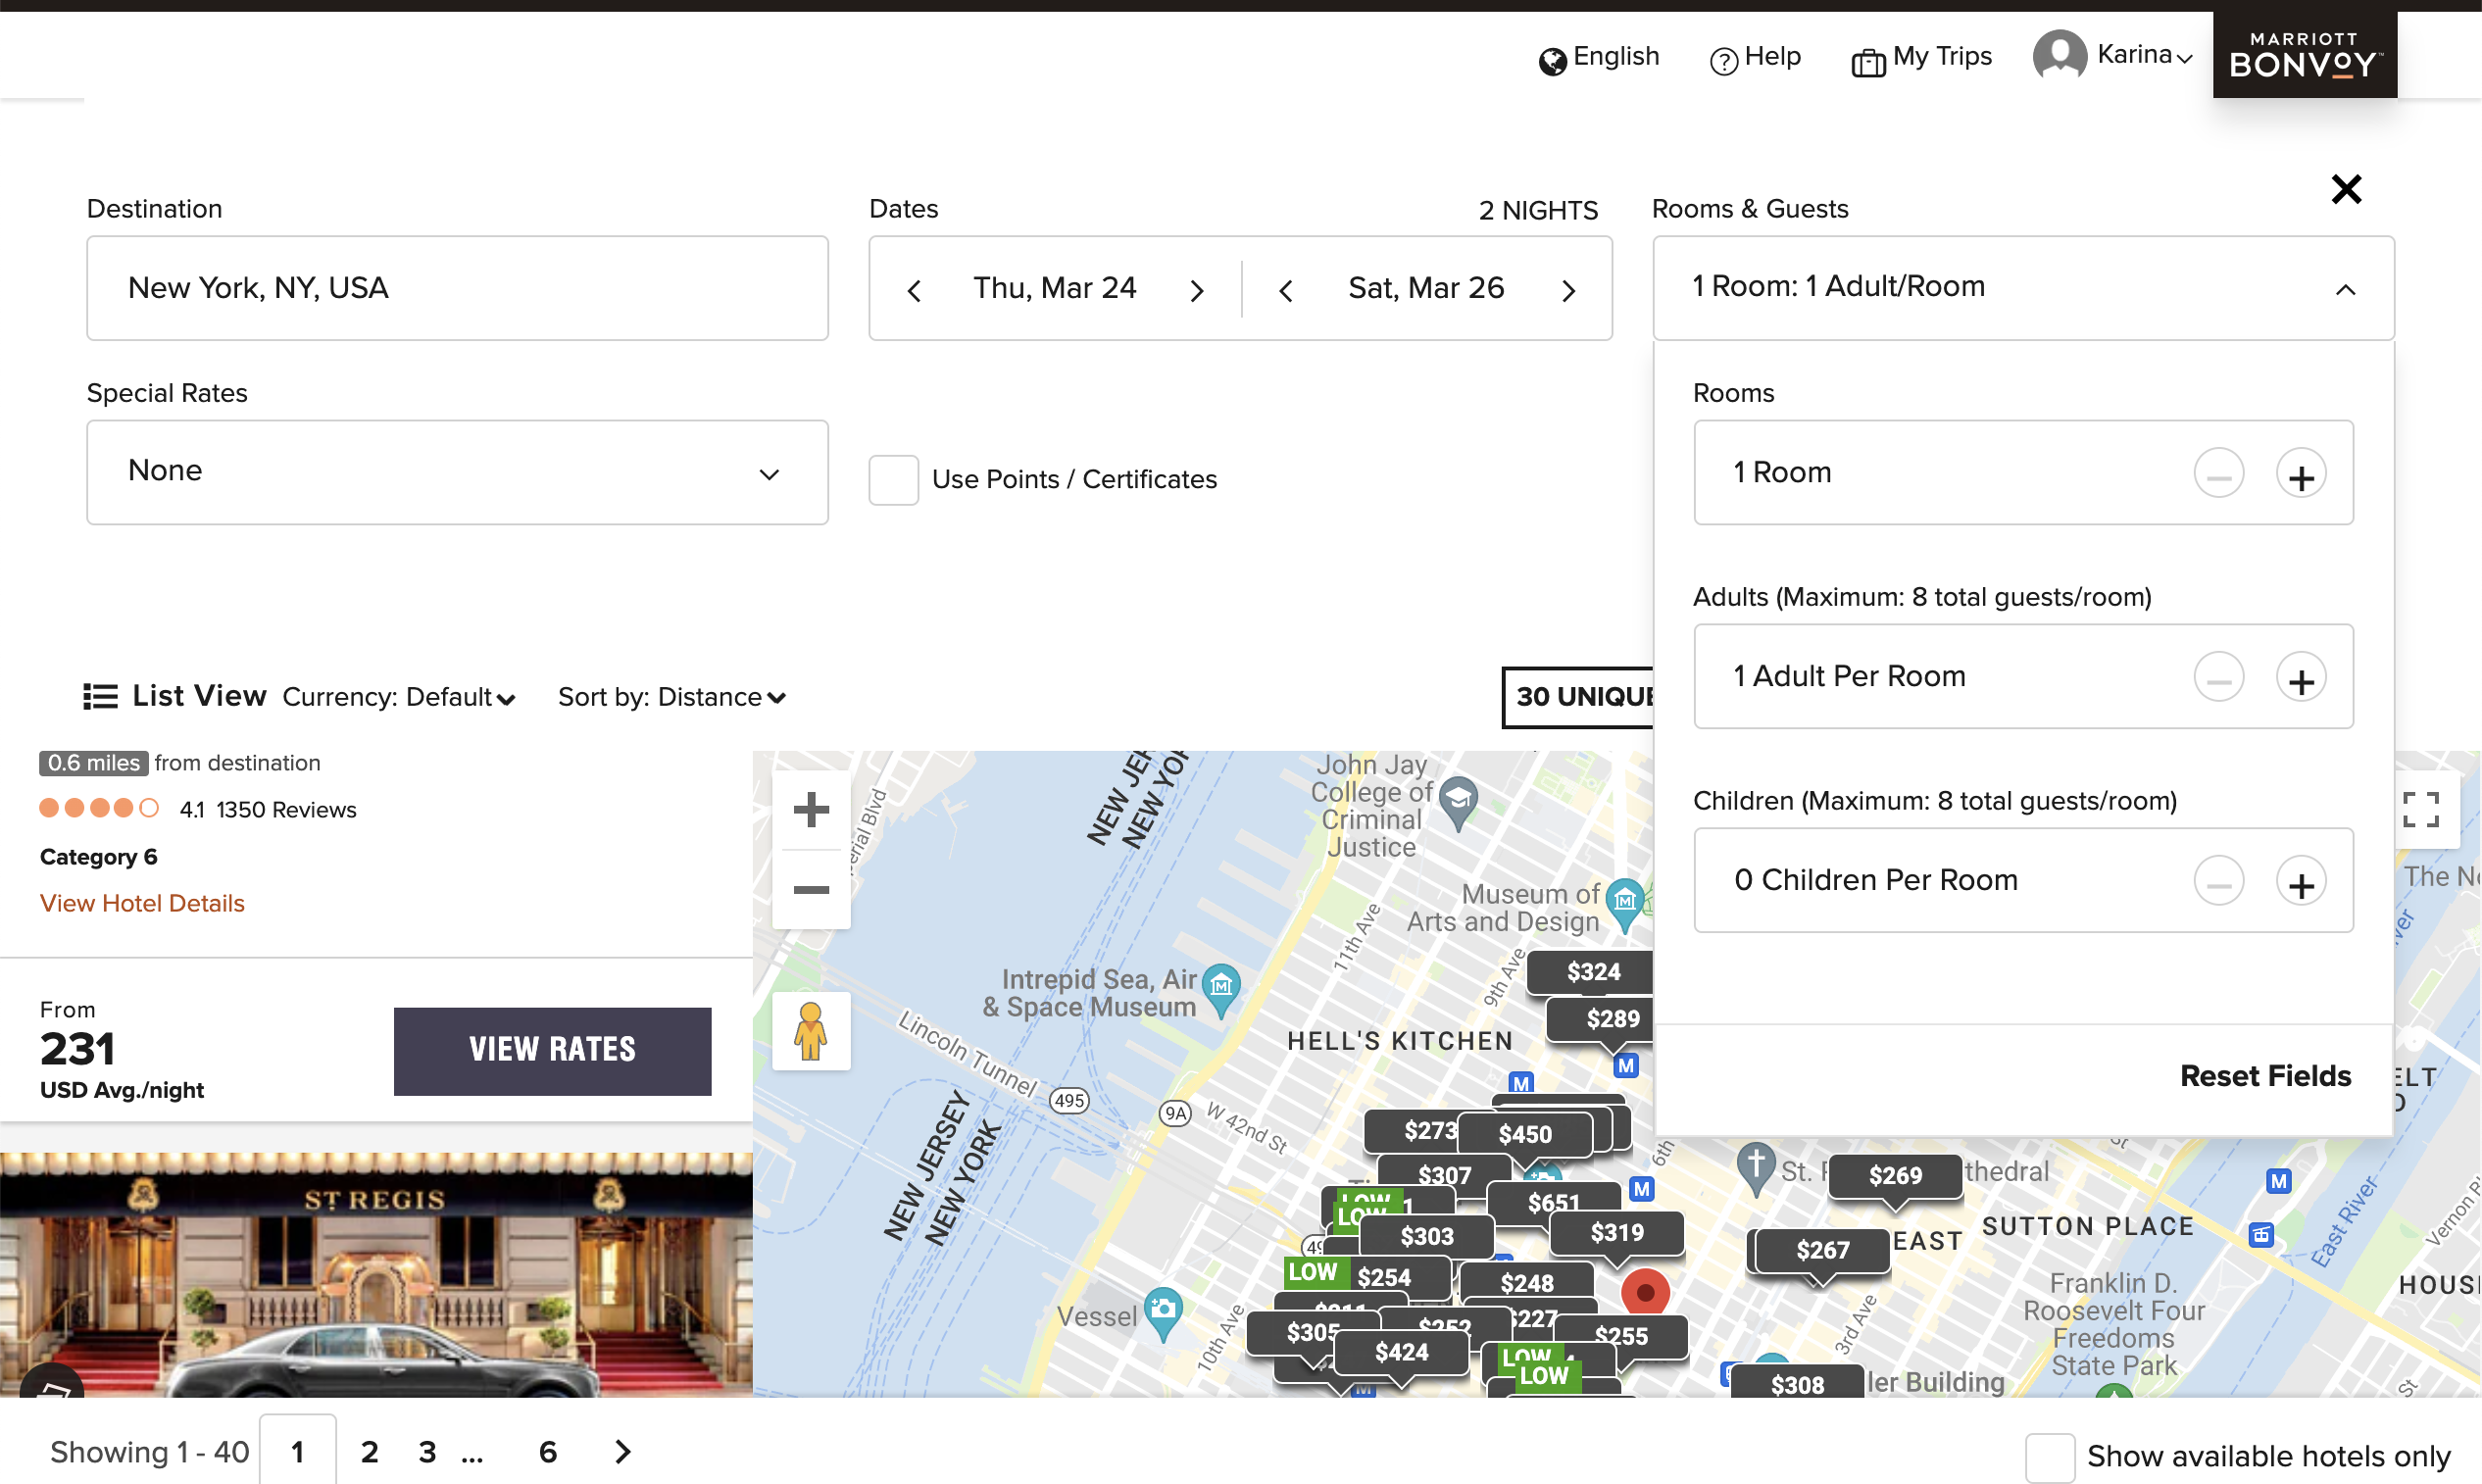 English
Help
My Trips
Karina
MARRIOTT
BONVOY™
Destination
Dates
2 NIGHTS
Rooms & Guests
New York, NY, USA
Thu, Mar 24
Sat, Mar 26
1 Room: 1 Adult/Room
Special Rates
None
Use Points / Certificates
Rooms
1 Room
Adults (Maximum: 8 total guests/room)
1 Adult Per Room
Children (Maximum: 8 total guests/room)
0 Children Per Room
Reset Fields
List View
Currency: Default
Sort by: Distance
30 UNIQUE
0.6 miles from destination
4.1 1350 Reviews
Category 6
View Hotel Details
From
231
USD Avg./night
VIEW RATES
ST REGIS
NEW JER
NEW YOR
John Jay
College of
Criminal
Justice
Museum of
Arts and Design
11th Ave
9th Ave
Intrepid Sea, Air
& Space Museum
$324
$289
HELL'S KITCHEN
M
M
Lincoln Tunnel
495
9A
W 42nd St
NEW JERSEY
NEW YORK
$273
$450
$307
M
6th
LOW
LOW
$651
$303
$319
LOW $254
$248
$227
$305
$252
$255
$424
LOW
LOW
Vessel
10th Ave
St.
$269
thedral
M
$267
EAST
SUTTON PLACE
East River
Franklin D.
Roosevelt Four
Freedoms
State Park
3rd Ave
$308
ler Building
St
The N
ELT
HOUS
Showing 1 - 40
1
2
3
...
6
Show available hotels only